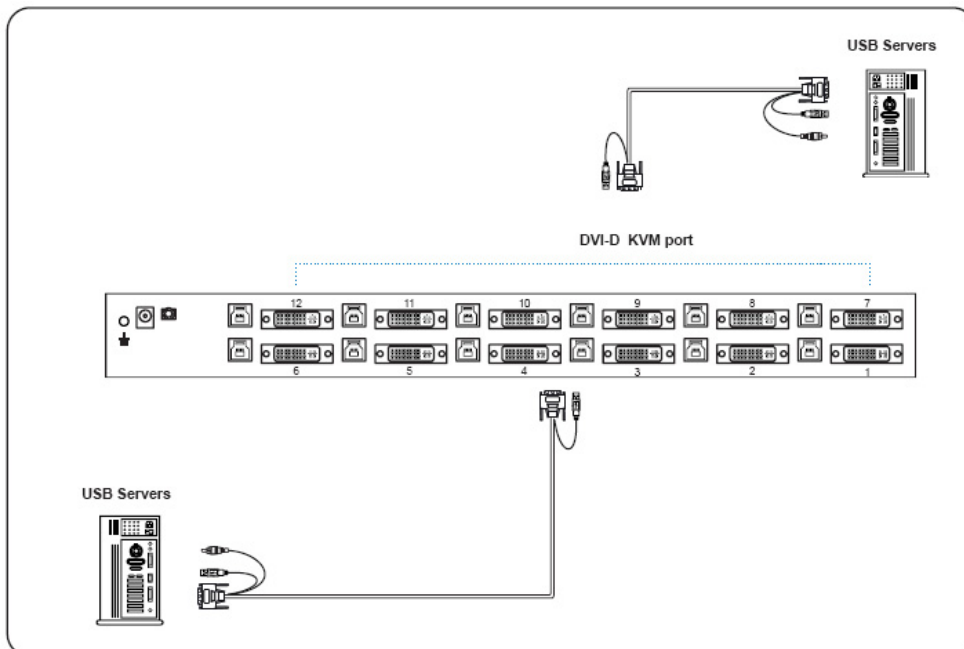 USB Servers
DVI-D KVM port
12 11 10 9 8 7
6 5 4 3 2 1
USB Servers